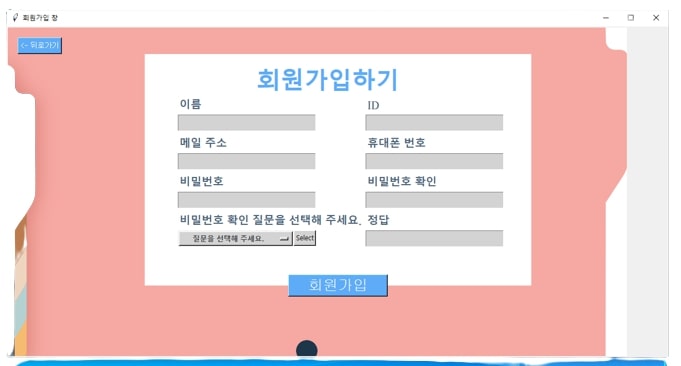 회원가입 창
<- 뒤로가기
회원가입하기
이름
ID
메일 주소
휴대폰 번호
비밀번호
비밀번호 확인
비밀번호 확인 질문을 선택해 주세요.
정답
질문을 선택해 주세요.
Select
회원가입